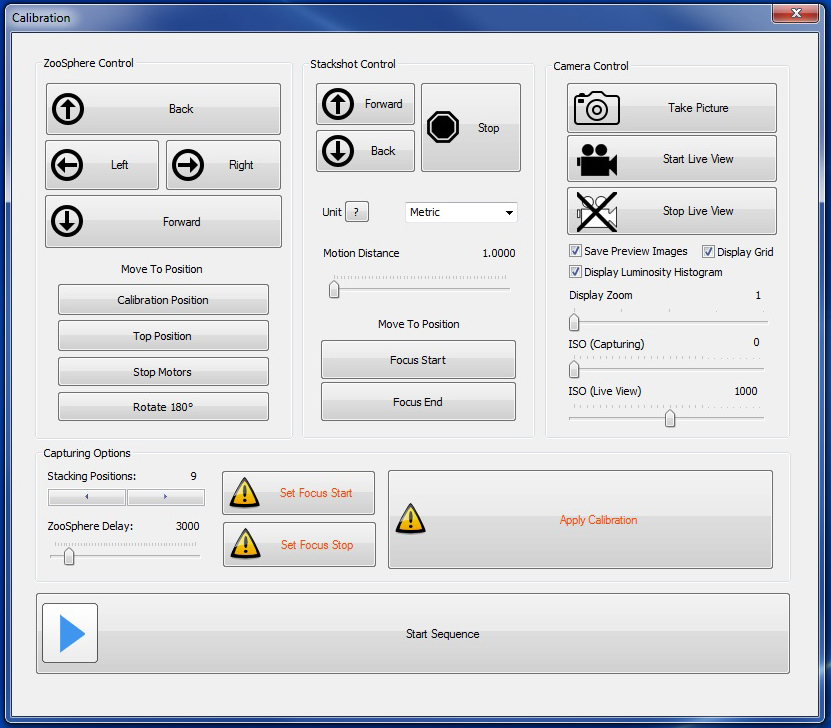 Calibration
ZooSphere Control
Back
Left
Right
Forward
Move To Position
Calibration Position
Top Position
Stop Motors
Rotate 180°
Stackshot Control
Forward
Back
Stop
Unit ? Metric
Motion Distance 1.0000
Move To Position
Focus Start
Focus End
Camera Control
Take Picture
Start Live View
Stop Live View
Save Preview Images Display Grid
Display Luminosity Histogram
Display Zoom 1
ISO (Capturing) 0
ISO (Live View) 1000
Capturing Options
Stacking Positions: 9
ZooSphere Delay: 3000
Set Focus Start
Set Focus Stop
Apply Calibration
Start Sequence